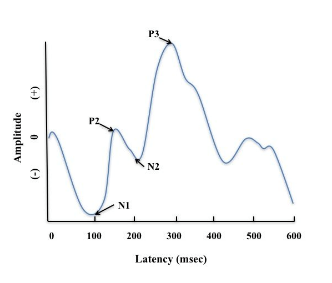 P3
(+)
P2
Amplitude
0
N2
(-)
N1
0 100 200 300 400 500 600
Latency (msec)